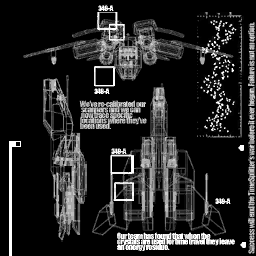 348-A
348-A
We've re-calibrated our
scanners and we can
now trace specific
locations where they've
been used.
348-A
348-A
Our team has found that when the
crystals are used for time travel they leave
an energy residue.
Success will end the TimeSplitter's war before it ever began. Failure is not an option.